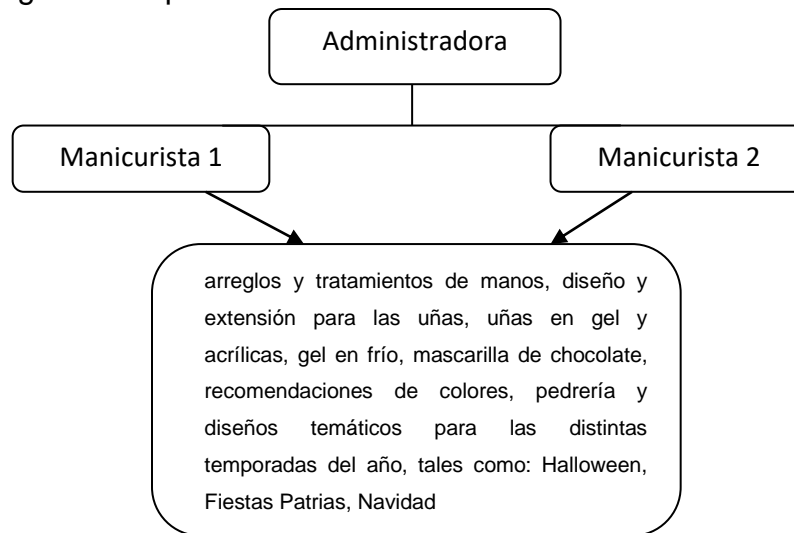 Administradora
Manicurista 1
Manicurista 2
arreglos y tratamientos de manos, diseño y
extensión para las uñas, uñas en gel y
acrílicas, gel en frío, mascarilla de chocolate,
recomendaciones de colores, pedrería y
diseños temáticos para las distintas
temporadas del año, tales como: Halloween,
Fiestas Patrias, Navidad